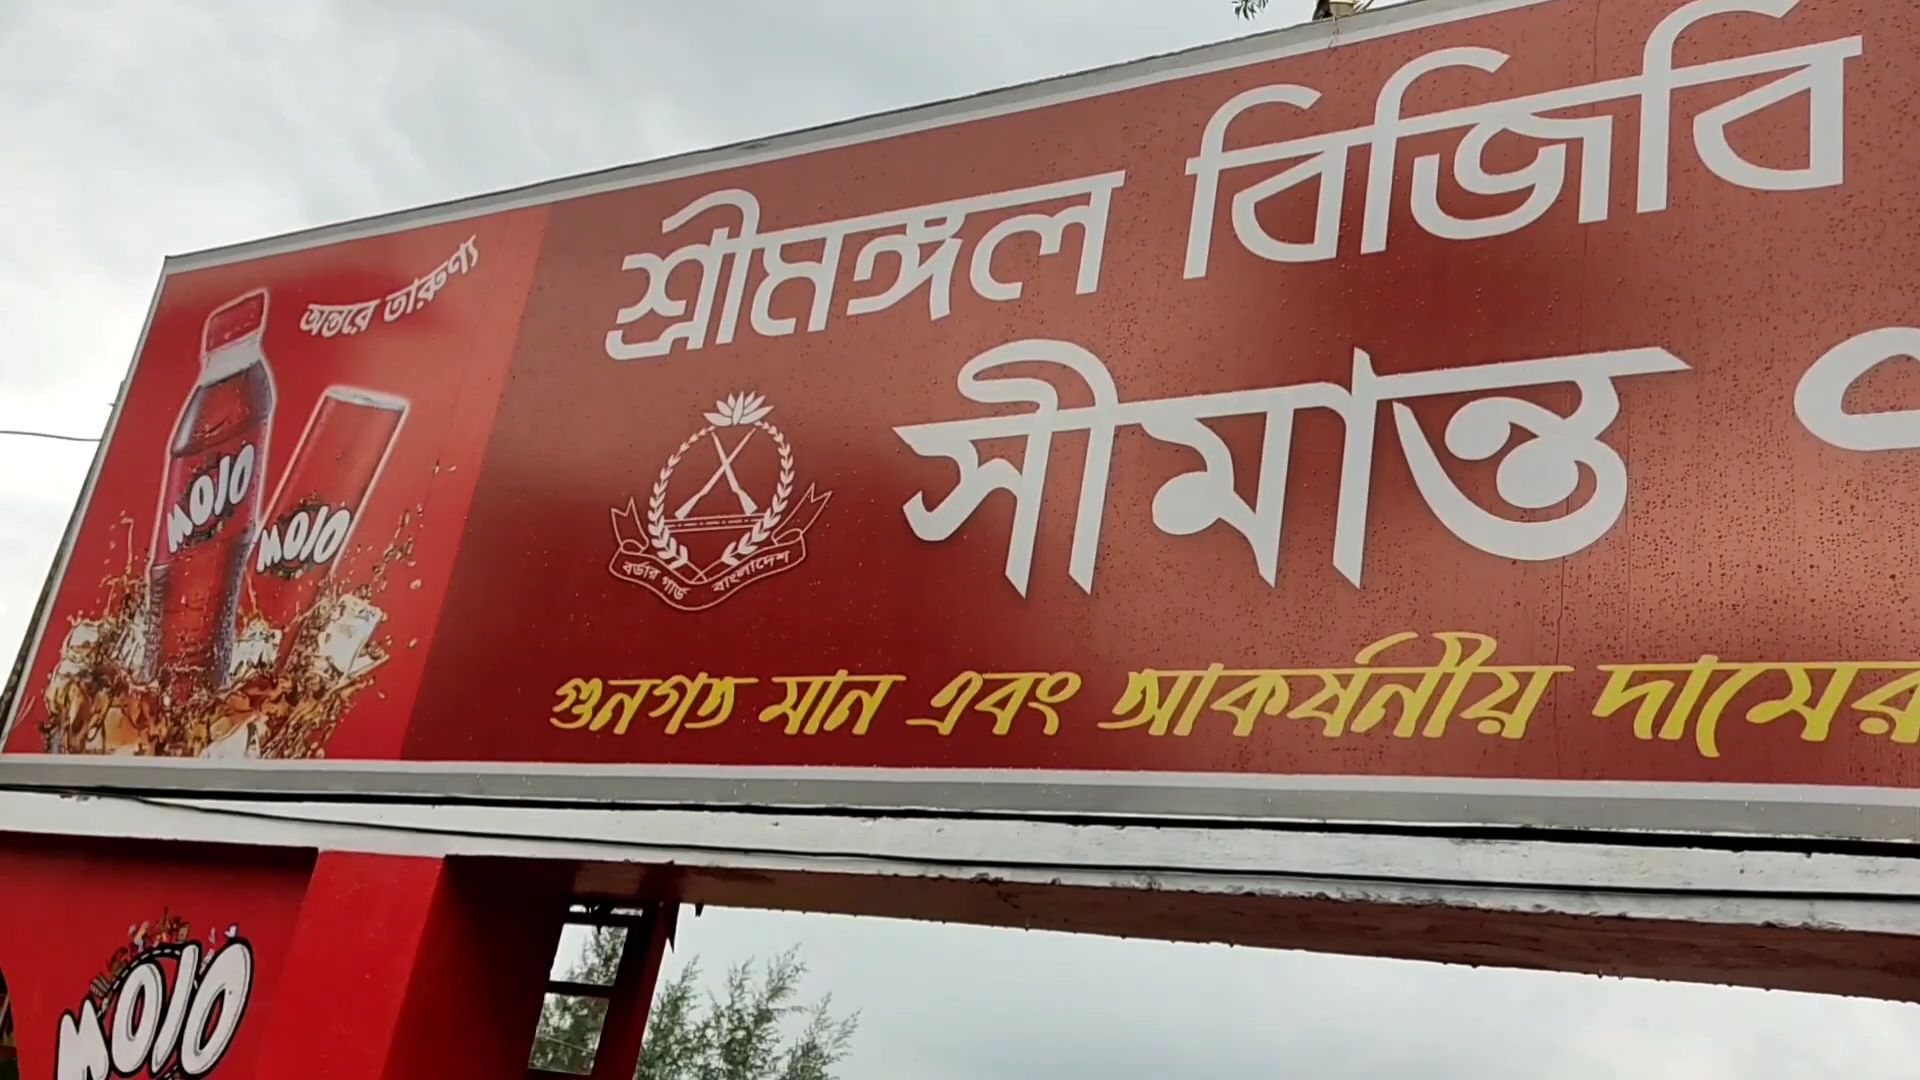 অন্তরে তারুণ্য
MOJO
MOJO
শ্রীমঙ্গল বিজিবি
সীমান্ত
বর্ডার গার্ড বাংলাদেশ
গুনগত মান এবং আকর্ষনীয় দামের
MOJO